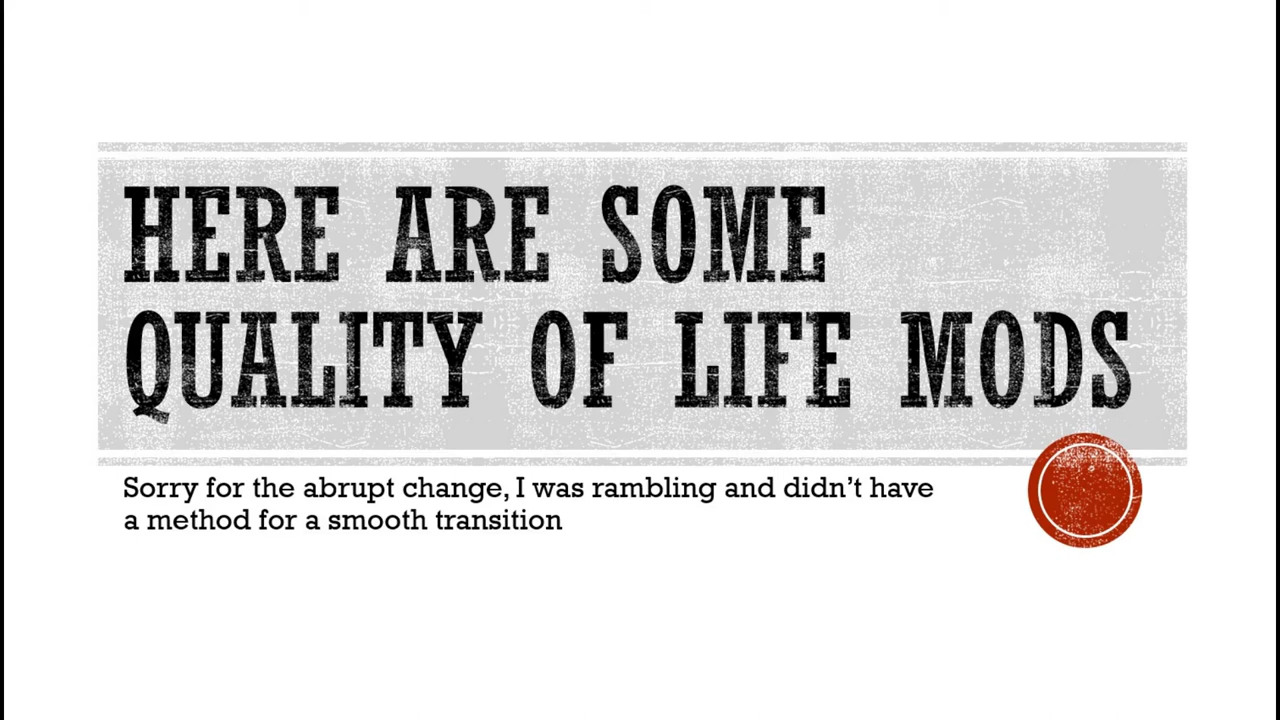 HERE ARE SOME
QUALITY OF LIFE MODS
Sorry for the abrupt change, I was rambling and didn’t have
a method for a smooth transition